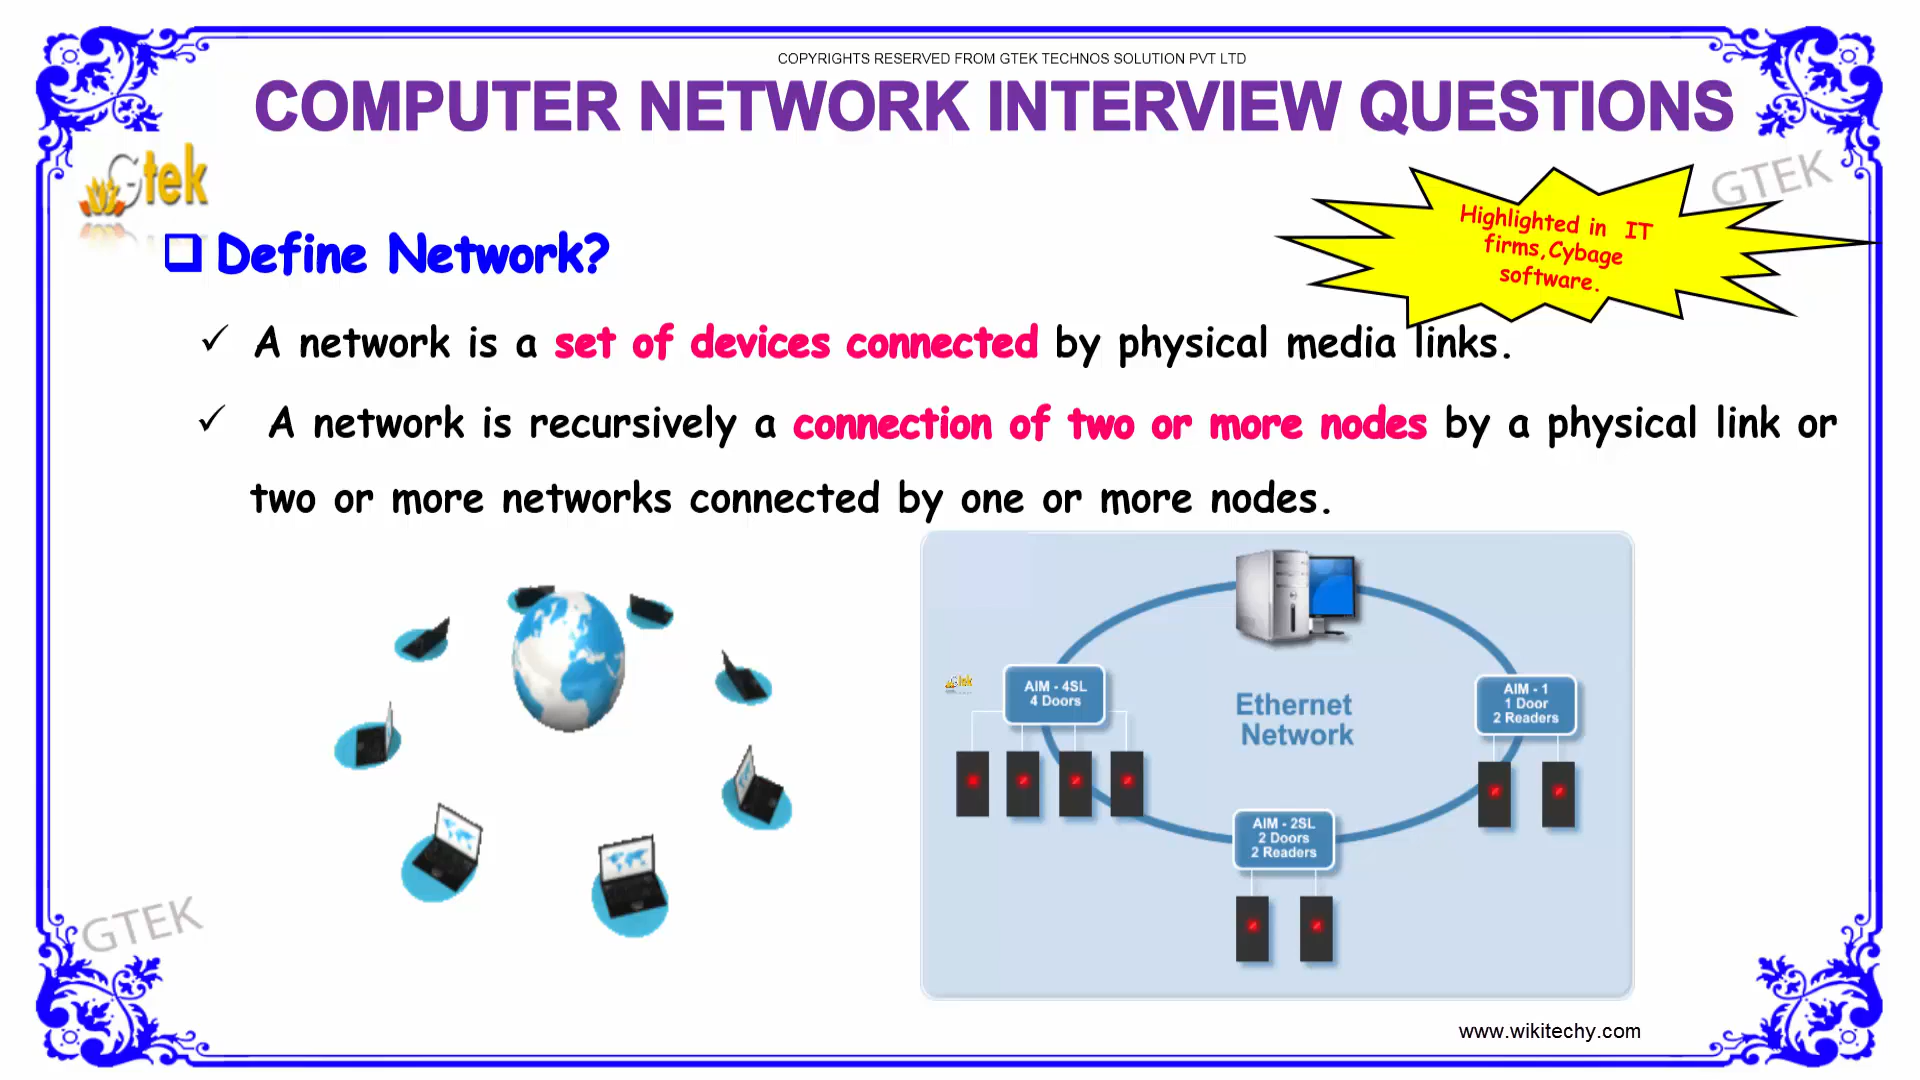 COPYRIGHTS RESERVED FROM GTEK TECHNOS SOLUTION PVT LTD
COMPUTER NETWORK INTERVIEW QUESTIONS
Gtek
GTEK
Highlighted in IT
firms,Cybage
software.
Define Network?
A network is a set of devices connected by physical media links.
A network is recursively a connection of two or more nodes by a physical link or
two or more networks connected by one or more nodes.
Gtek
AIM - 4SL
4 Doors
Ethernet
Network
AIM - 1
1 Door
2 Readers
AIM - 2SL
2 Doors
2 Readers
GTEK
www.wikitechy.com